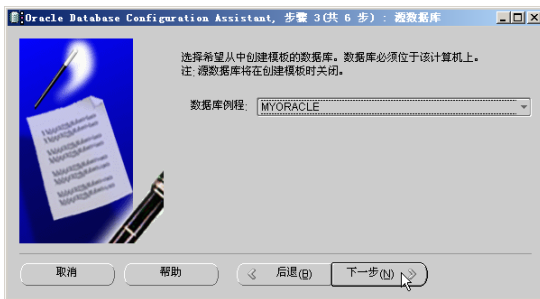 Oracle Database Configuration Assistant, 步骤 3(共 6 步) : 源数据库
选择希望从中创建模板的数据库。数据库必须位于该计算机上。
注: 源数据库将在创建模板时关闭。
数据库例程: MYORACLE
取消 帮助 后退(B) 下一步(N)